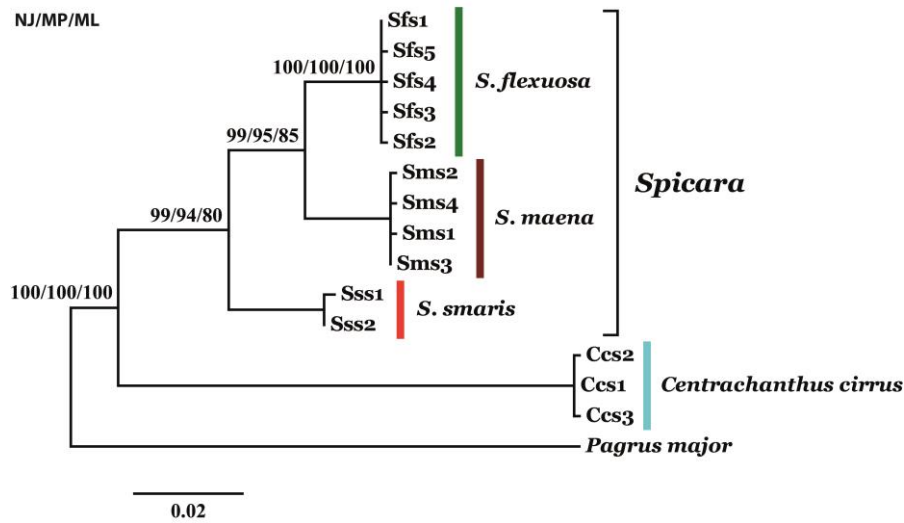 NJ/MP/ML
Sfs1
Sfs5
100/100/100
Sfs4
S. flexuosa
Sfs3
99/95/85
Sfs2
Sms2
Spicara
Sms4
99/94/80
S. maena
Sms1
Sms3
100/100/100
Sss1
S. smaris
Sss2
Ccs2
Ccs1
Centrachanthus cirrus
Ccs3
Pagrus major
0.02